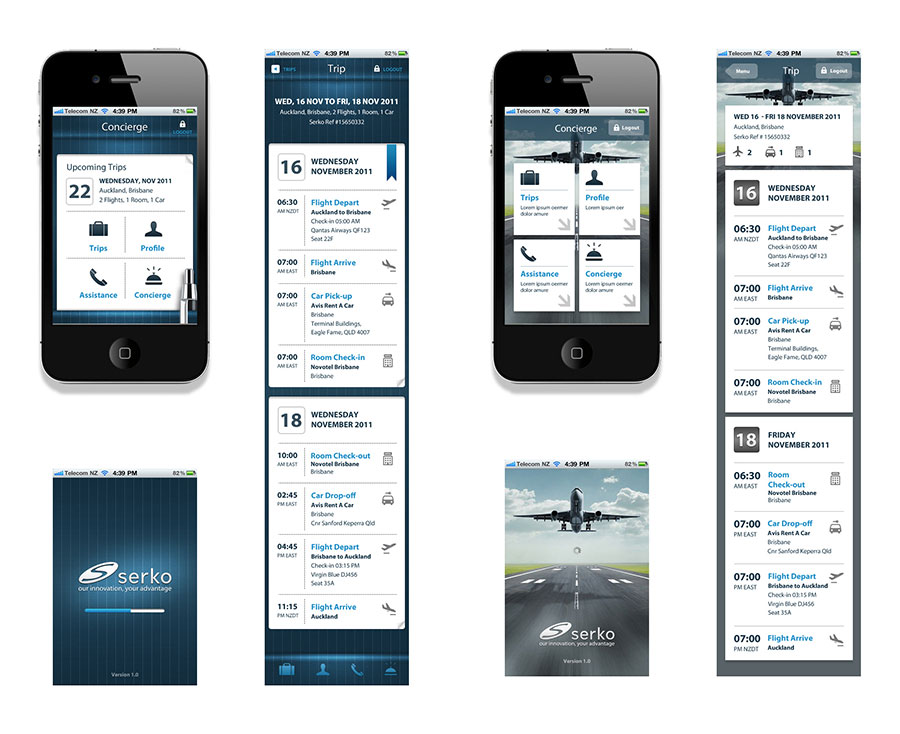 Telecom NZ 4:39 PM 82%
Concierge
LOGOUT
Upcoming Trips
22
WEDNESDAY, NOV 2011
Auckland, Brisbane
2 Flights, 1 Room, 1 Car
Trips
Profile
Assistance
Concierge
Telecom NZ 4:39 PM 82%
TRIPS
Trip
LOGOUT
WED, 16 NOV TO FRI, 18 NOV 2011
Auckland, Brisbane, 2 Flights, 1 Room, 1 Car
Serko Ref #15650332
16
WEDNESDAY
NOVEMBER 2011
06:30 Flight Depart
AM NZDT Auckland to Brisbane
Check-in 05:00 AM
Qantas Airways QF123
Seat 22F
07:00 Flight Arrive
AM EAST Brisbane
07:00 Car Pick-up
AM EAST Avis Rent A Car
Brisbane
Terminal Buildings,
Eagle Fame, QLD 4007
07:00 Room Check-in
AM EAST Novotel Brisbane
Brisbane
18
WEDNESDAY
NOVEMBER 2011
10:00 Room Check-out
AM EAST Novotel Brisbane
Brisbane
02:45 Car Drop-off
PM EAST Avis Rent A Car
Brisbane
Cnr Sanford Keperra Qld
04:45 Flight Depart
PM EAST Brisbane to Auckland
Check-in 03:15 PM
Virgin Blue DJ456
Seat 35A
11:15 Flight Arrive
PM NZDT Auckland
Telecom NZ 4:39 PM 82%
serko
our innovation, your advantage
Version 1.0
Telecom NZ 4:39 PM 82%
Concierge
Logout
Trips
Lorem ipsum oemer
dolor amure
Profile
Lorem ipsum oer
Assistance
Lorem ipsum oemer
dolor amure
Concierge
Lorem ipsum oemer
dolor amure
Telecom NZ 4:39 PM 82%
Menu
Trip
Logout
WED 16 - FRI 18 NOVEMBER 2011
Auckland, Brisbane
Serko Ref #15650332
2 1 1
16
WEDNESDAY
NOVEMBER 2011
06:30 Flight Depart
AM NZDT Auckland to Brisbane
Check-in 05:00 AM
Qantas Airways QF123
Seat 22F
07:00 Flight Arrive
AM EAST Brisbane
07:00 Car Pick-up
AM EAST Avis Rent A Car
Brisbane
Terminal Buildings,
Eagle Fame, QLD 4007
07:00 Room Check-in
AM EAST Novotel Brisbane
Brisbane
18
FRIDAY
NOVEMBER 2011
06:30 Room
AM EAST Check-out
Novotel Brisbane
Brisbane
07:00 Car Drop-off
PM EAST Avis Rent A Car
Brisbane
Cnr Sanford Keperra Qld
07:00 Flight Depart
PM EAST Brisbane to Auckland
Check-in 03:15 PM
Virgin Blue DJ456
Seat 35A
07:00 Flight Arrive
PM NZDT Auckland
Telecom NZ 4:39 PM 82%
serko
our innovation, your advantage
Version 1.0